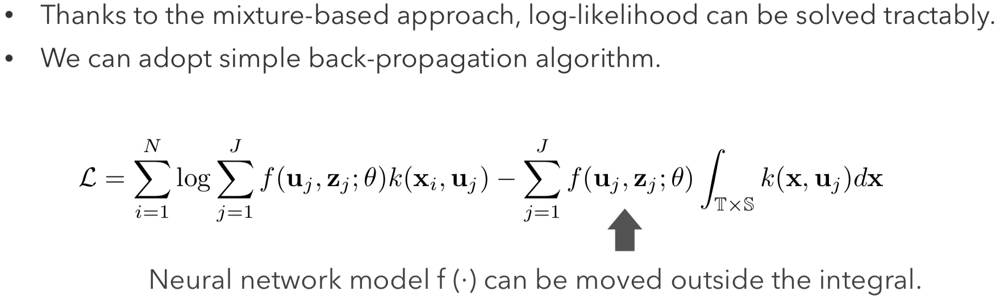 • Thanks to the mixture-based approach, log-likelihood can be solved tractably.
• We can adopt simple back-propagation algorithm.
$\mathcal{L} = \sum_{i=1}^{N} \log \sum_{j=1}^{J} f(\mathbf{u}_j, \mathbf{z}_j; \theta) k(\mathbf{x}_i, \mathbf{u}_j) - \sum_{j=1}^{J} f(\mathbf{u}_j, \mathbf{z}_j; \theta) \int_{\mathbb{T} \times \mathbb{S}} k(\mathbf{x}, \mathbf{u}_j) d\mathbf{x}$
Neural network model f (·) can be moved outside the integral.